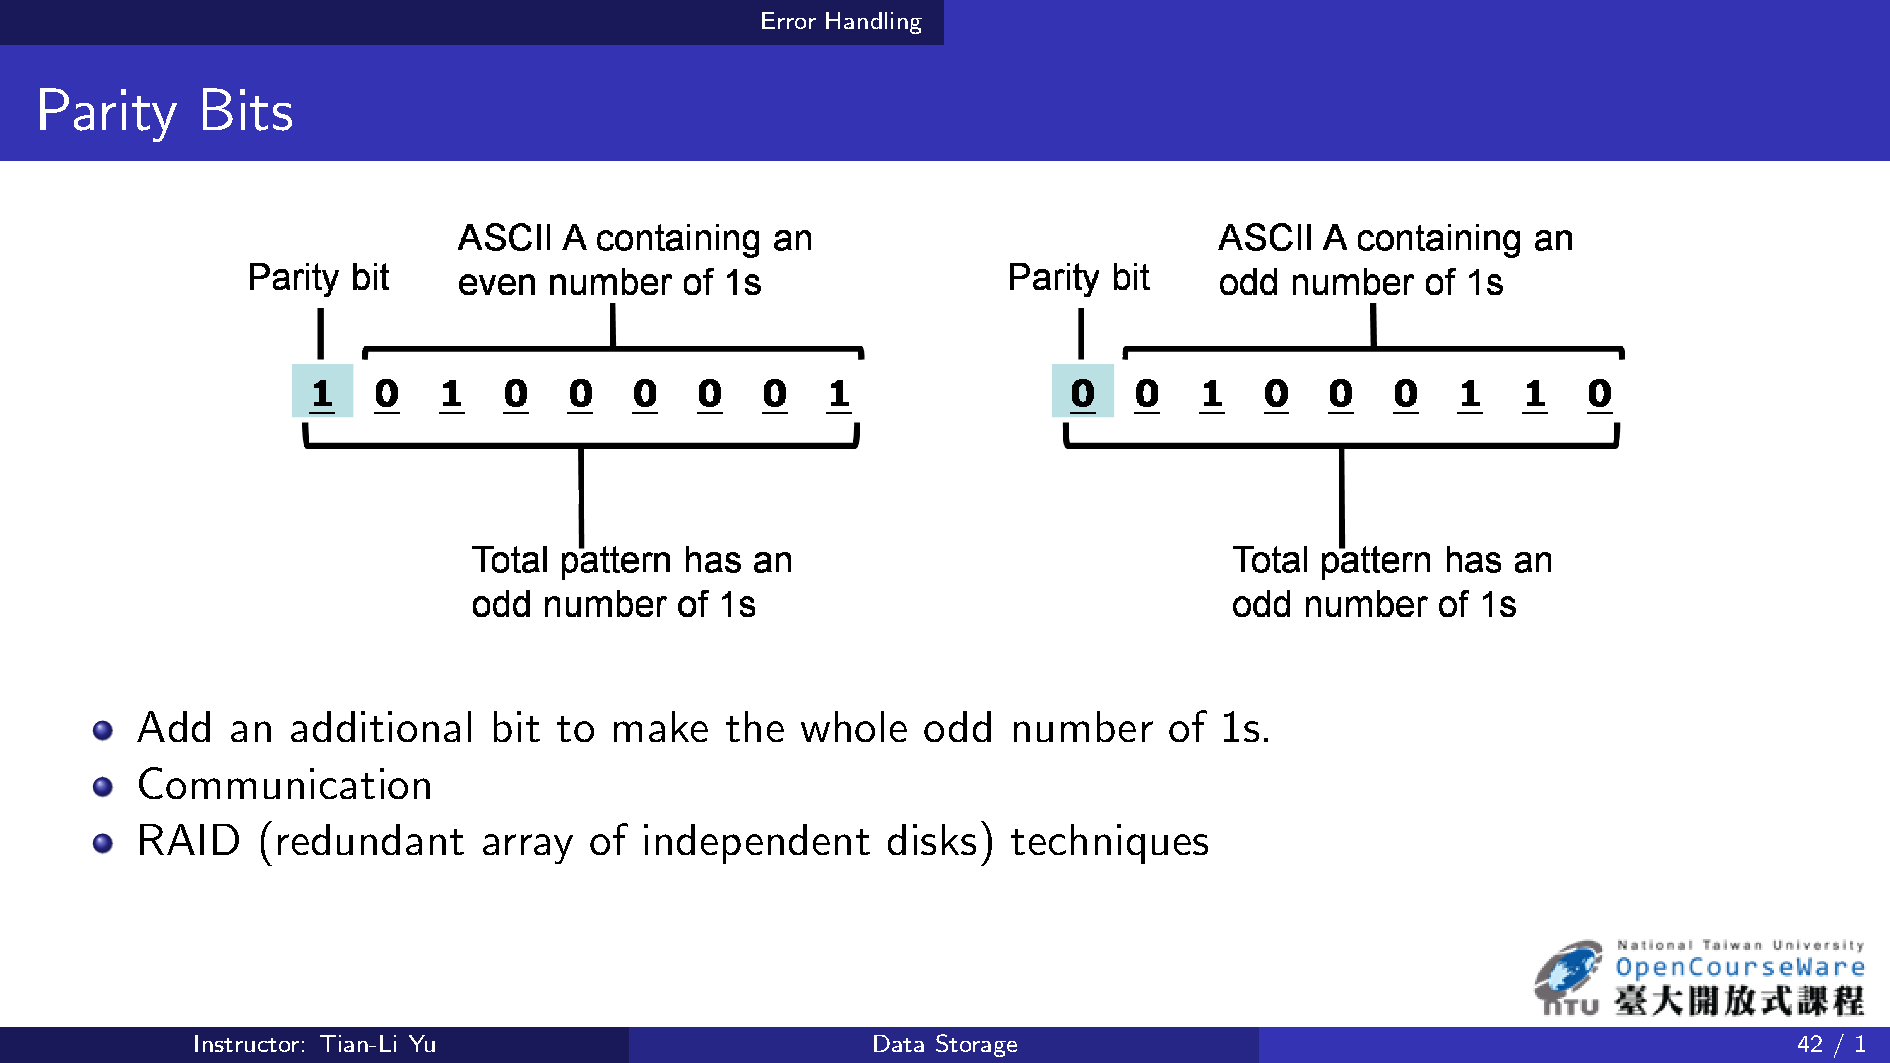 Error Handling
Parity Bits
Parity bit
ASCII A containing an
even number of 1s
1 0 1 0 0 0 0 0 1
Total pattern has an
odd number of 1s
Parity bit
ASCII A containing an
odd number of 1s
0 0 1 0 0 0 1 1 0
Total pattern has an
odd number of 1s
Add an additional bit to make the whole odd number of 1s.
Communication
RAID (redundant array of independent disks) techniques
National Taiwan University
OpenCourseWare
NTU 臺大開放式課程
Instructor: Tian-Li Yu
Data Storage
42 / 1